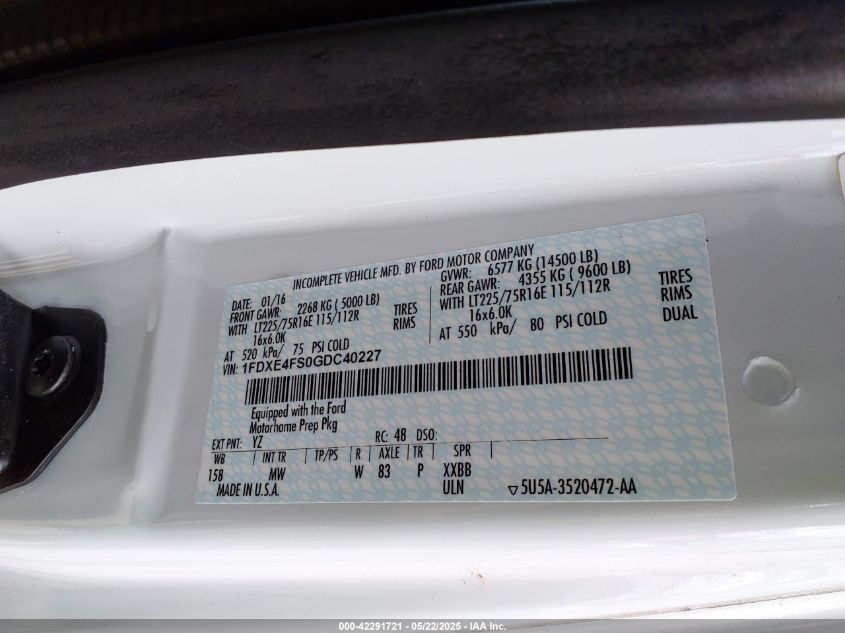 INCOMPLETE VEHICLE MFD. BY FORD MOTOR COMPANY
DATE: 01/16 GVWR: 6577 KG (14500 LB)
FRONT GAWR: 2268 KG (5000 LB) REAR GAWR: 4355 KG ( 9600 LB)
WITH LT225/75R16E 115/112R TIRES WITH LT225/75R16E 115/112R TIRES
16x6.0K RIMS 16x6.0K RIMS
AT 520 kPa/ 75 PSI COLD AT 550 kPa/ 80 PSI COLD DUAL
VIN: 1FDXE4FS0GDC40227
Equipped with the Ford
Motorhome Prep Pkg
EXT PNT: YZ RC: 48 DSO:
WB INT TR TP/PS R AXLE TR SPR
158 MW W 83 P XXBB
MADE IN U.S.A. ULN ▽5U5A-3520472-AA
000-42291721 - 05/22/2025 - IAA Inc.